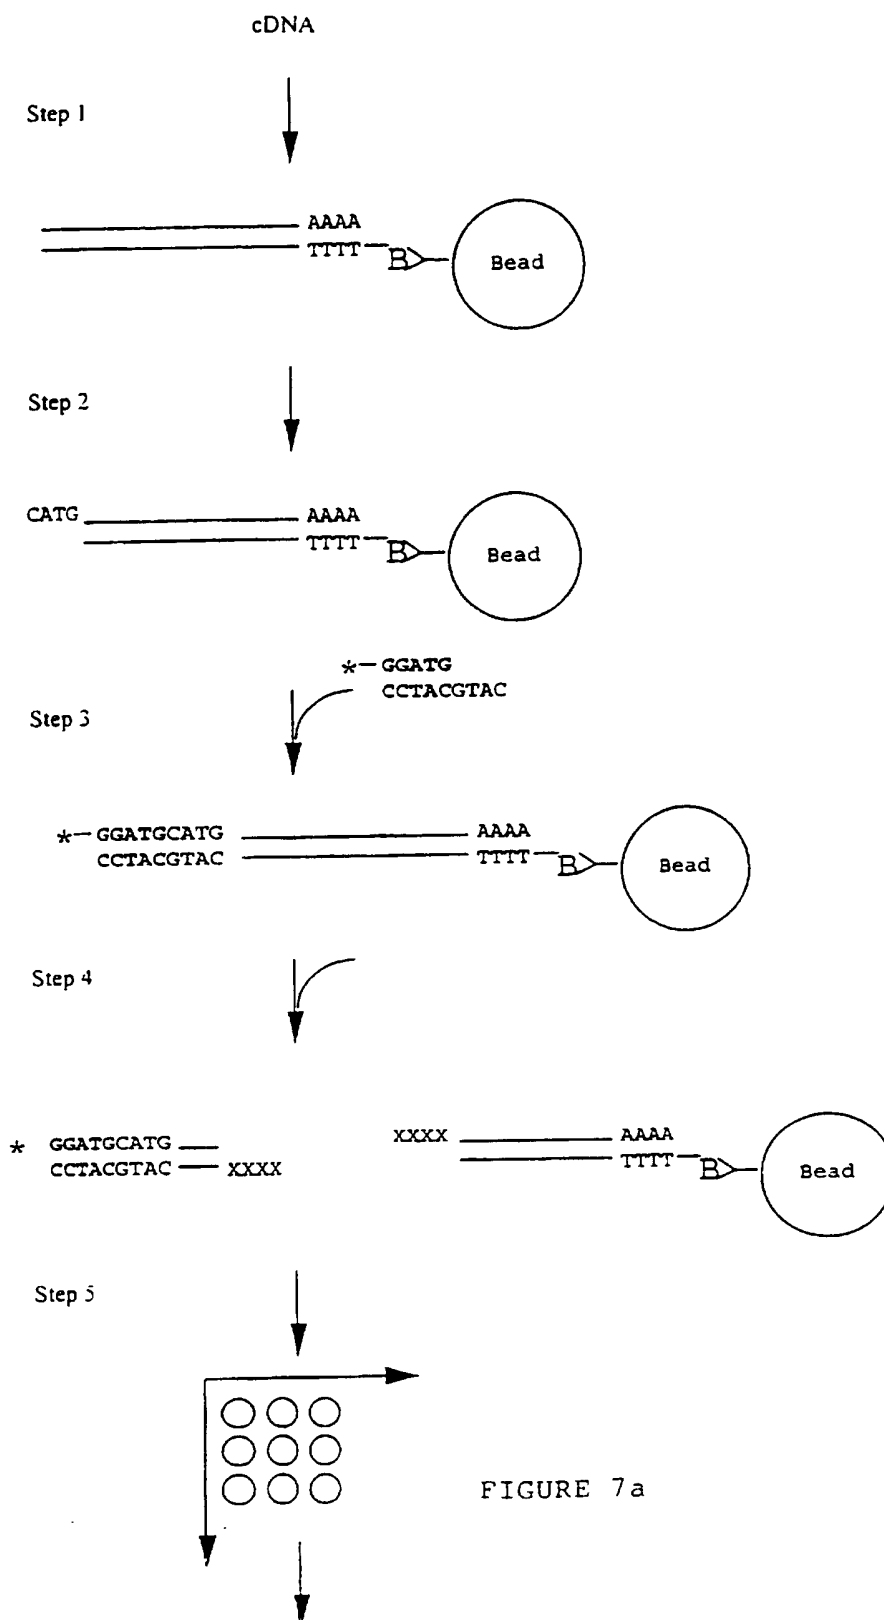 cDNA
Step 1
AAAA
TTTT
B
Bead
Step 2
CATG
AAAA
TTTT
B
Bead
*
GGATG
CCTACGTAC
Step 3
*
GGATGCATG
AAAA
CCTACGTAC
TTTT
B
Bead
Step 4
*
GGATGCATG
CCTACGTAC
XXXX
XXXX
AAAA
TTTT
B
Bead
Step 5
FIGURE 7a